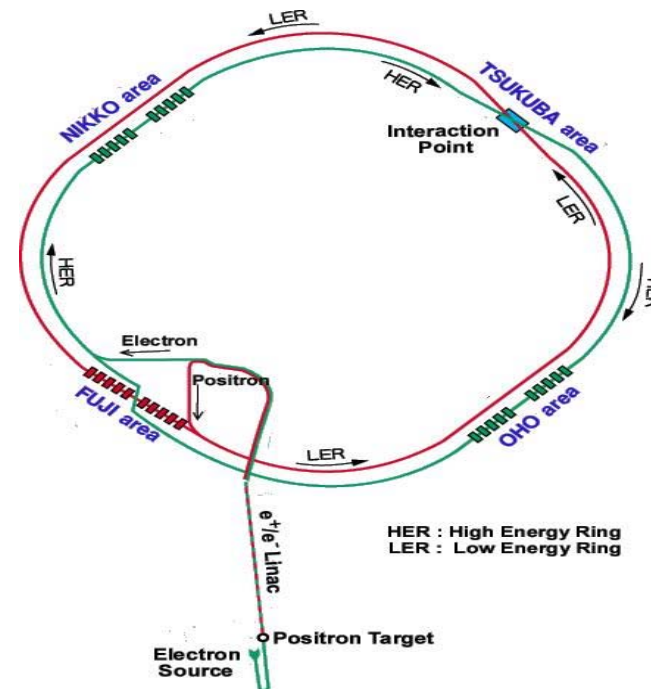 LER
HER
NIKKO area
TSUKUBA area
Interaction
Point
LER
HER
HER
Electron
Positron
FUJI area
LER
OHO area
e+/e- Linac
HER : High Energy Ring
LER : Low Energy Ring
Positron Target
Electron
Source